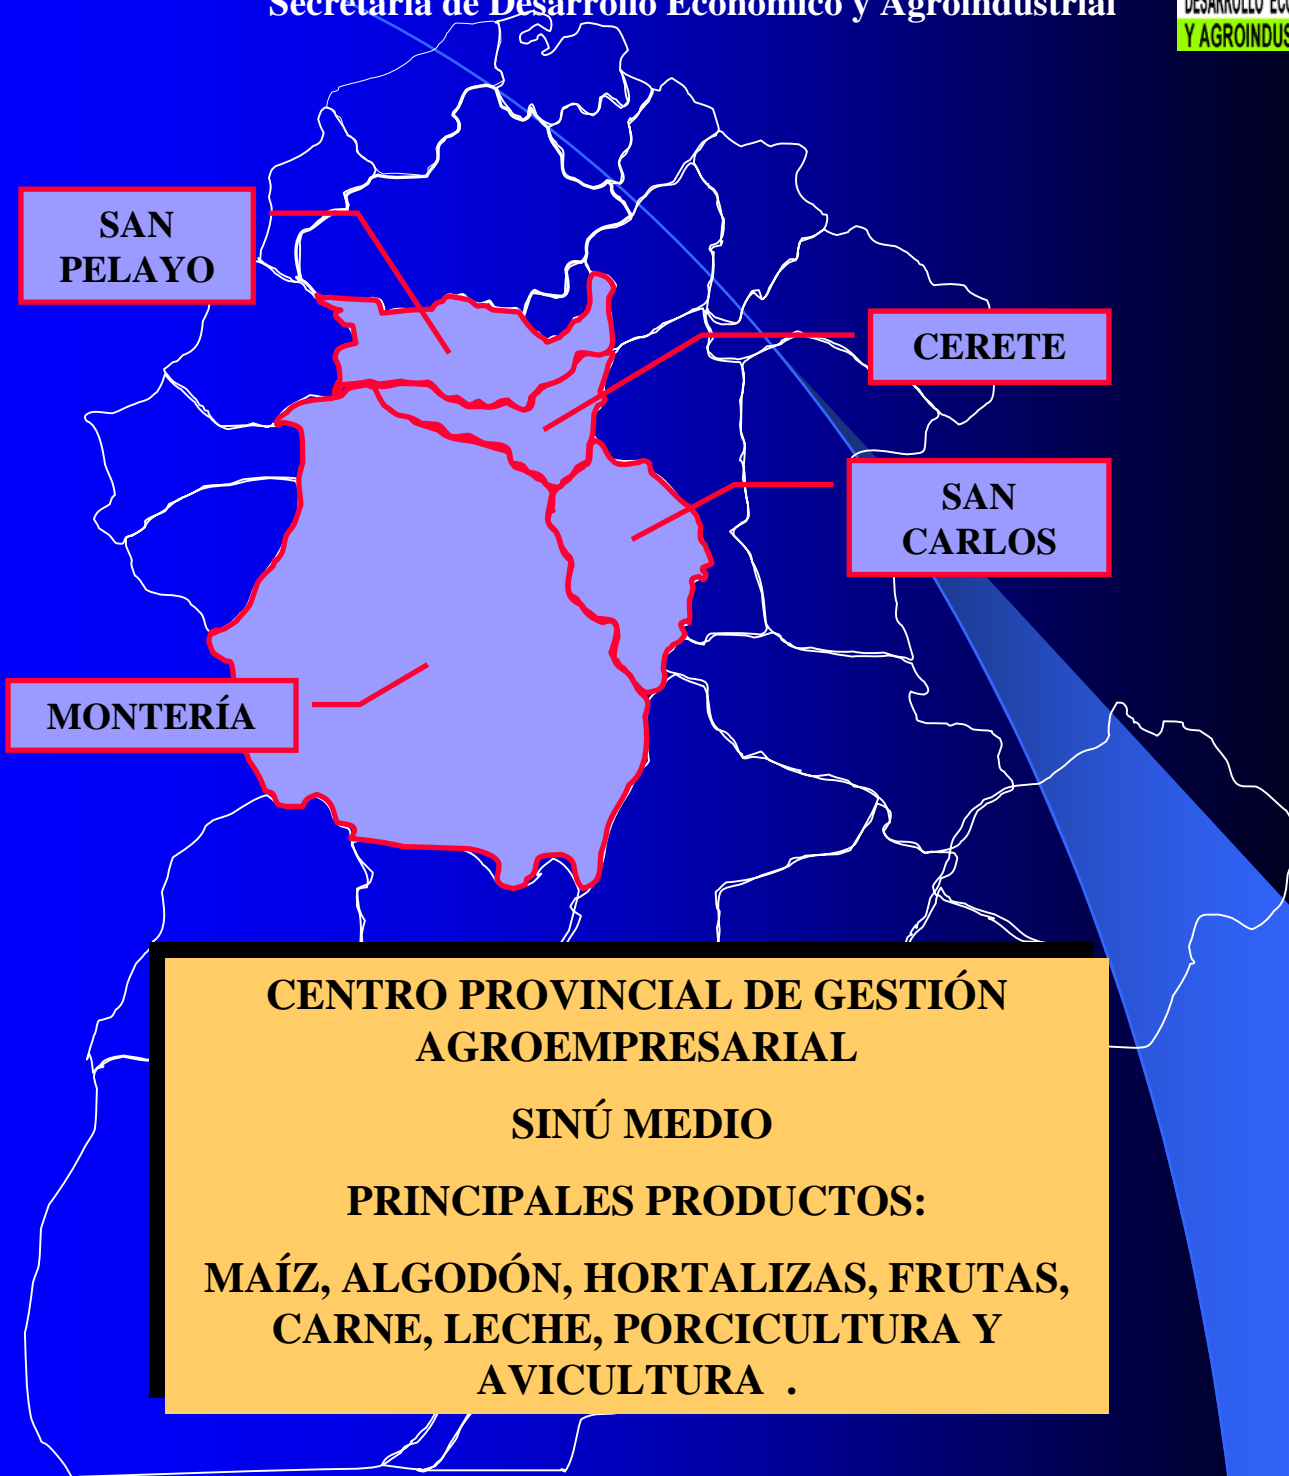 Secretaría de Desarrollo Económico y Agroindustrial
SAN
PELAYO
CERETE
SAN
CARLOS
MONTERÍA
CENTRO PROVINCIAL DE GESTIÓN
AGROEMPRESARIAL
SINÚ MEDIO
PRINCIPALES PRODUCTOS:
MAÍZ, ALGODÓN, HORTALIZAS, FRUTAS,
CARNE, LECHE, PORCICULTURA Y
AVICULTURA .